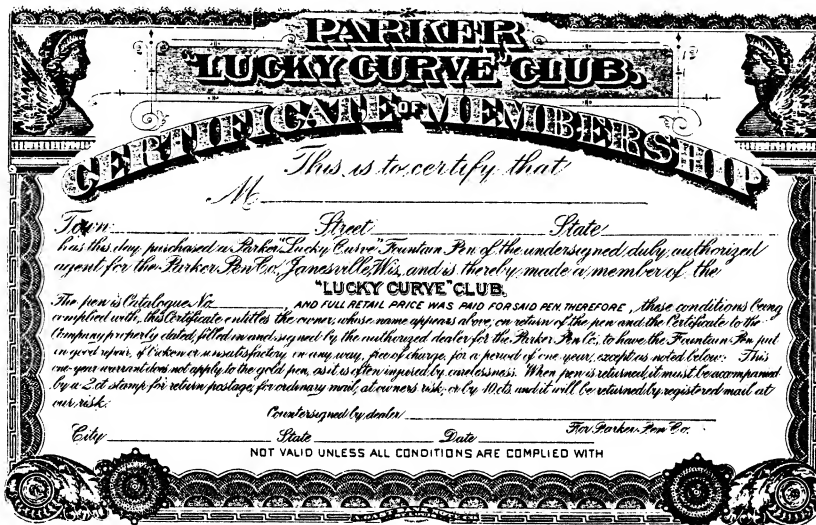 PARKER
"LUCKY CURVE" CLUB.
CERTIFICATE OF MEMBERSHIP
This is to certify that
M
Town Street State
has this day purchased a Parker "Lucky Curve" Fountain Pen of the undersigned duly authorized
agent for the Parker Pen Co., Janesville, Wis., and is thereby made a member of the
"LUCKY CURVE" CLUB.
The pen is Catalogue No. , AND FULL RETAIL PRICE WAS PAID FOR SAID PEN. THEREFORE, these conditions being
complied with, this Certificate entitles the owner, whose name appears above, on return of the pen and the Certificate to the
Company, properly dated, filled in and signed by the authorized dealer for the Parker Pen Co., to have the Fountain Pen put
in good repair, if broken or unsatisfactory in any way, free of charge, for a period of one year, except as noted below: This
one-year warrant does not apply to the gold pen, as it is often injured by carelessness. When pen is returned, it must be accompanied
by a 2 ct stamp for return postage, for ordinary mail, at owners risk, or by 10 cts. and it will be returned by registered mail at
our risk.
Countersigned by dealer
City State Date For Parker Pen Co.
NOT VALID UNLESS ALL CONDITIONS ARE COMPLIED WITH